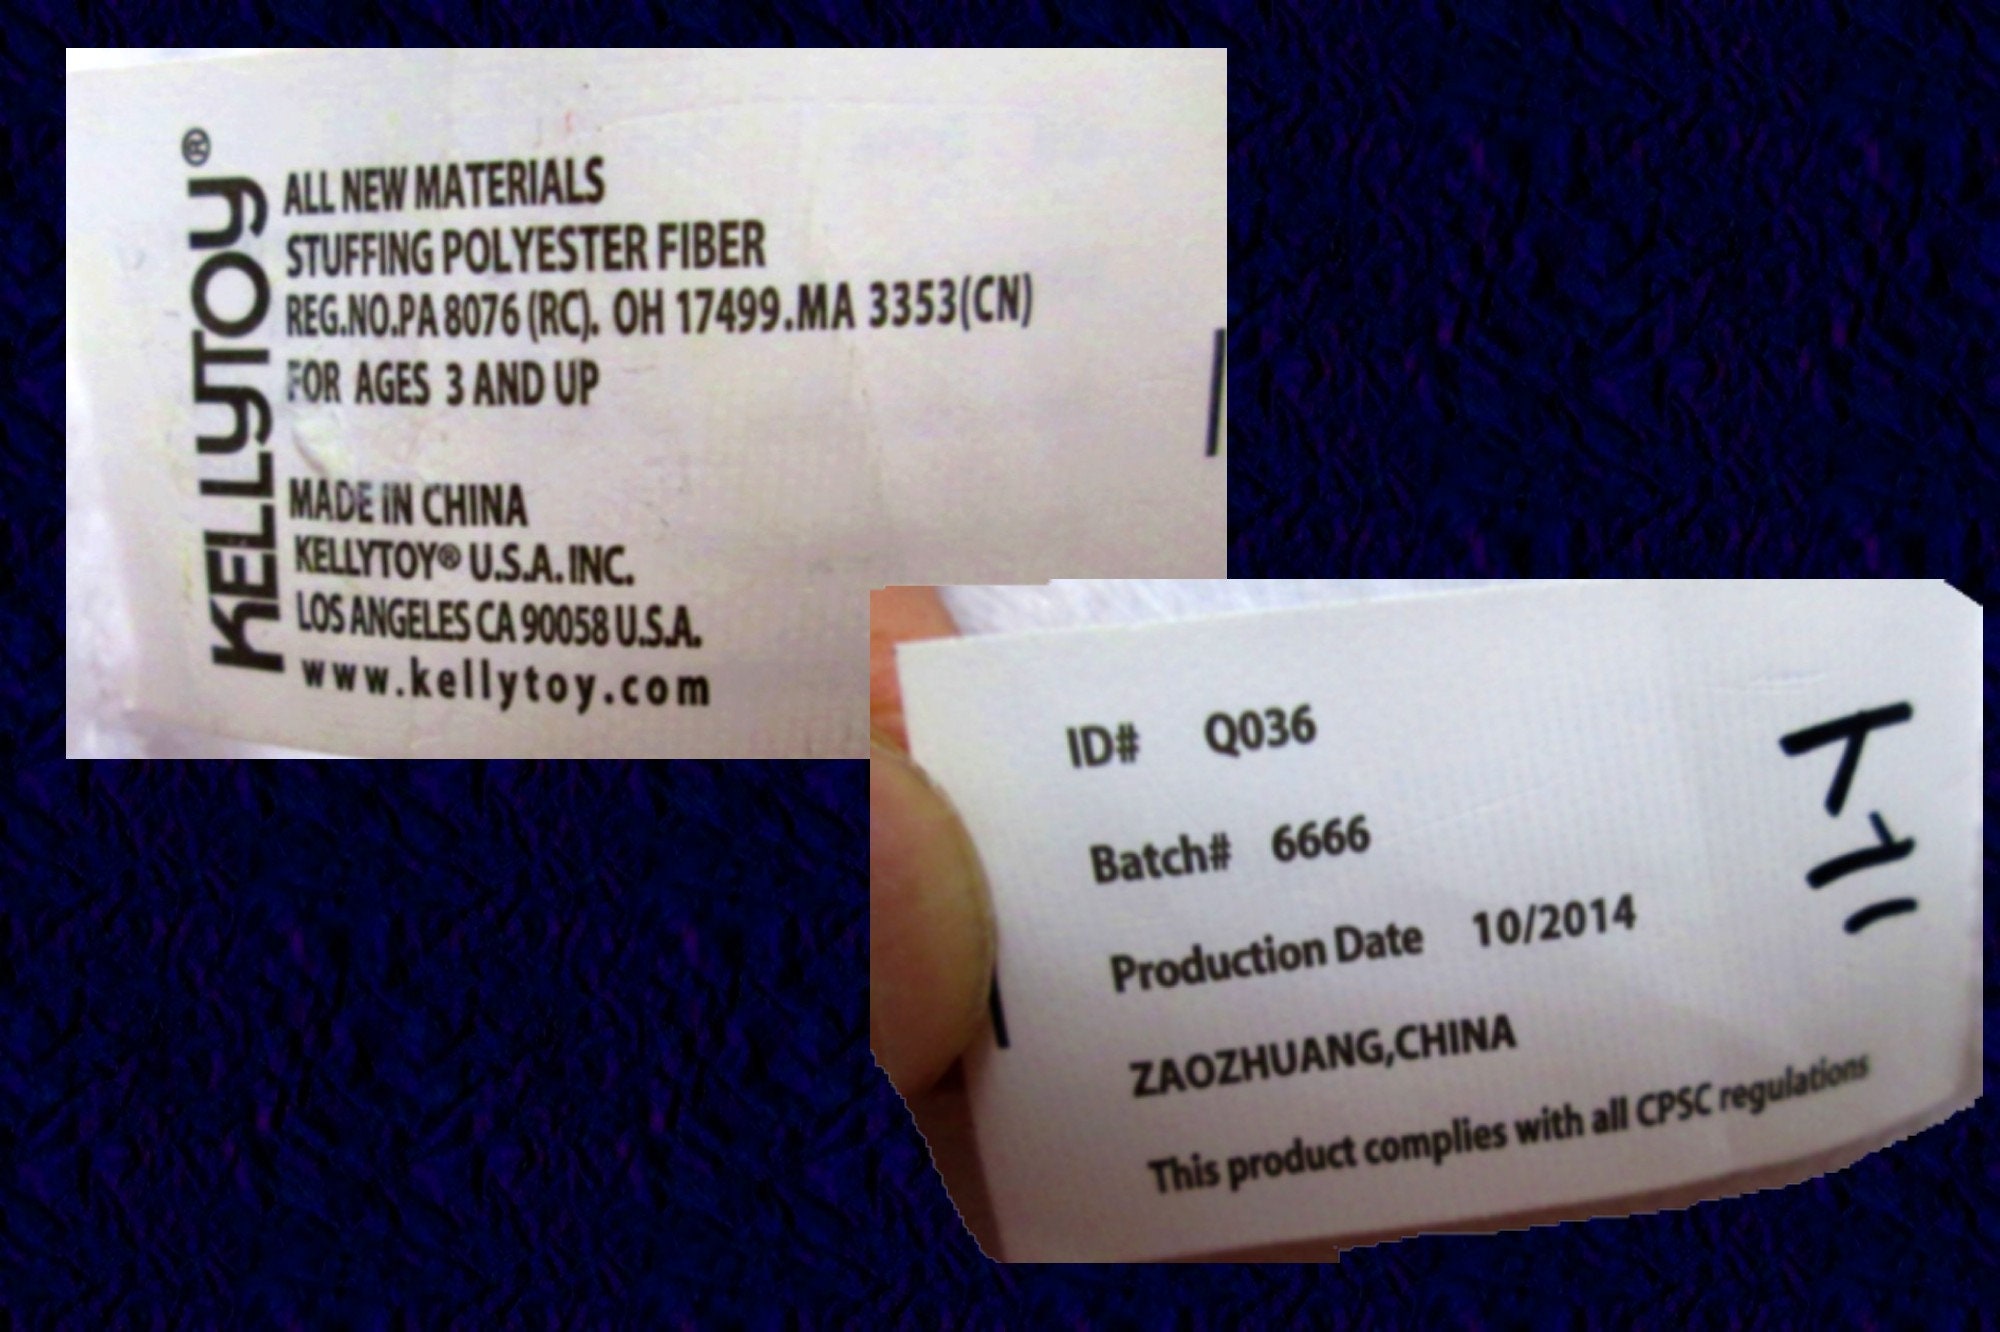 KELLYTOY®
ALL NEW MATERIALS
STUFFING POLYESTER FIBER
REG.NO.PA 8076 (RC). OH 17499.MA 3353(CN)
FOR AGES 3 AND UP
MADE IN CHINA
KELLYTOY® U.S.A. INC.
LOS ANGELES CA 90058 U.S.A.
www.kellytoy.com
ID# Q036
Batch# 6666
Production Date 10/2014
ZAOZHUANG,CHINA
This product complies with all CPSC regulations